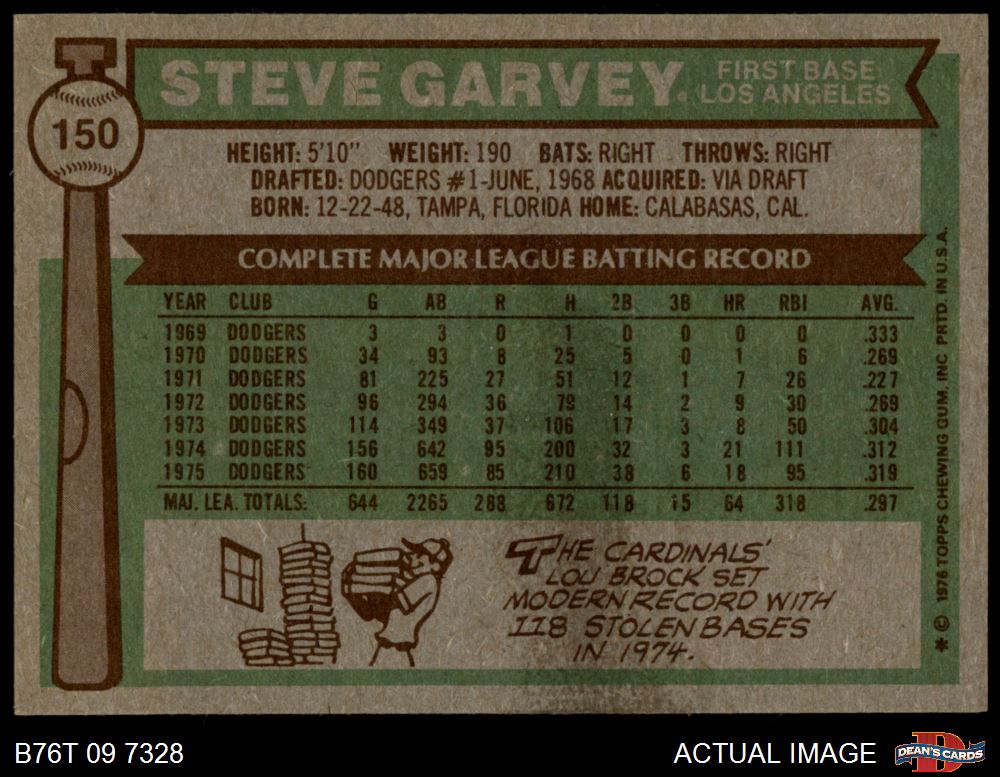 STEVE GARVEY.
FIRST BASE
LOS ANGELES
150
HEIGHT: 5'10" WEIGHT: 190 BATS: RIGHT THROWS: RIGHT
DRAFTED: DODGERS #1-JUNE, 1968 ACQUIRED: VIA DRAFT
BORN: 12-22-48, TAMPA, FLORIDA HOME: CALABASAS, CAL.
COMPLETE MAJOR LEAGUE BATTING RECORD
YEAR CLUB G AB R H 2B 3B HR RBI AVG.
1969 DODGERS 3 3 0 1 0 0 0 0 .333
1970 DODGERS 34 93 8 25 5 0 1 6 .269
1971 DODGERS 81 225 27 51 12 1 7 26 .227
1972 DODGERS 96 294 36 79 14 2 9 30 .269
1973 DODGERS 114 349 37 106 17 3 8 50 .304
1974 DODGERS 156 642 95 200 32 3 21 111 .312
1975 DODGERS 160 659 85 210 38 6 18 95 .319
MAJ. LEA. TOTALS: 644 2265 288 672 118 15 64 318 .297
THE CARDINALS'
LOU BROCK SET
MODERN RECORD WITH
118 STOLEN BASES
IN 1974.
* © 1976 TOPPS CHEWING GUM, INC PRTD. IN U.S.A.
B76T 09 7328
ACTUAL IMAGE
D
DEAN'S CARDS